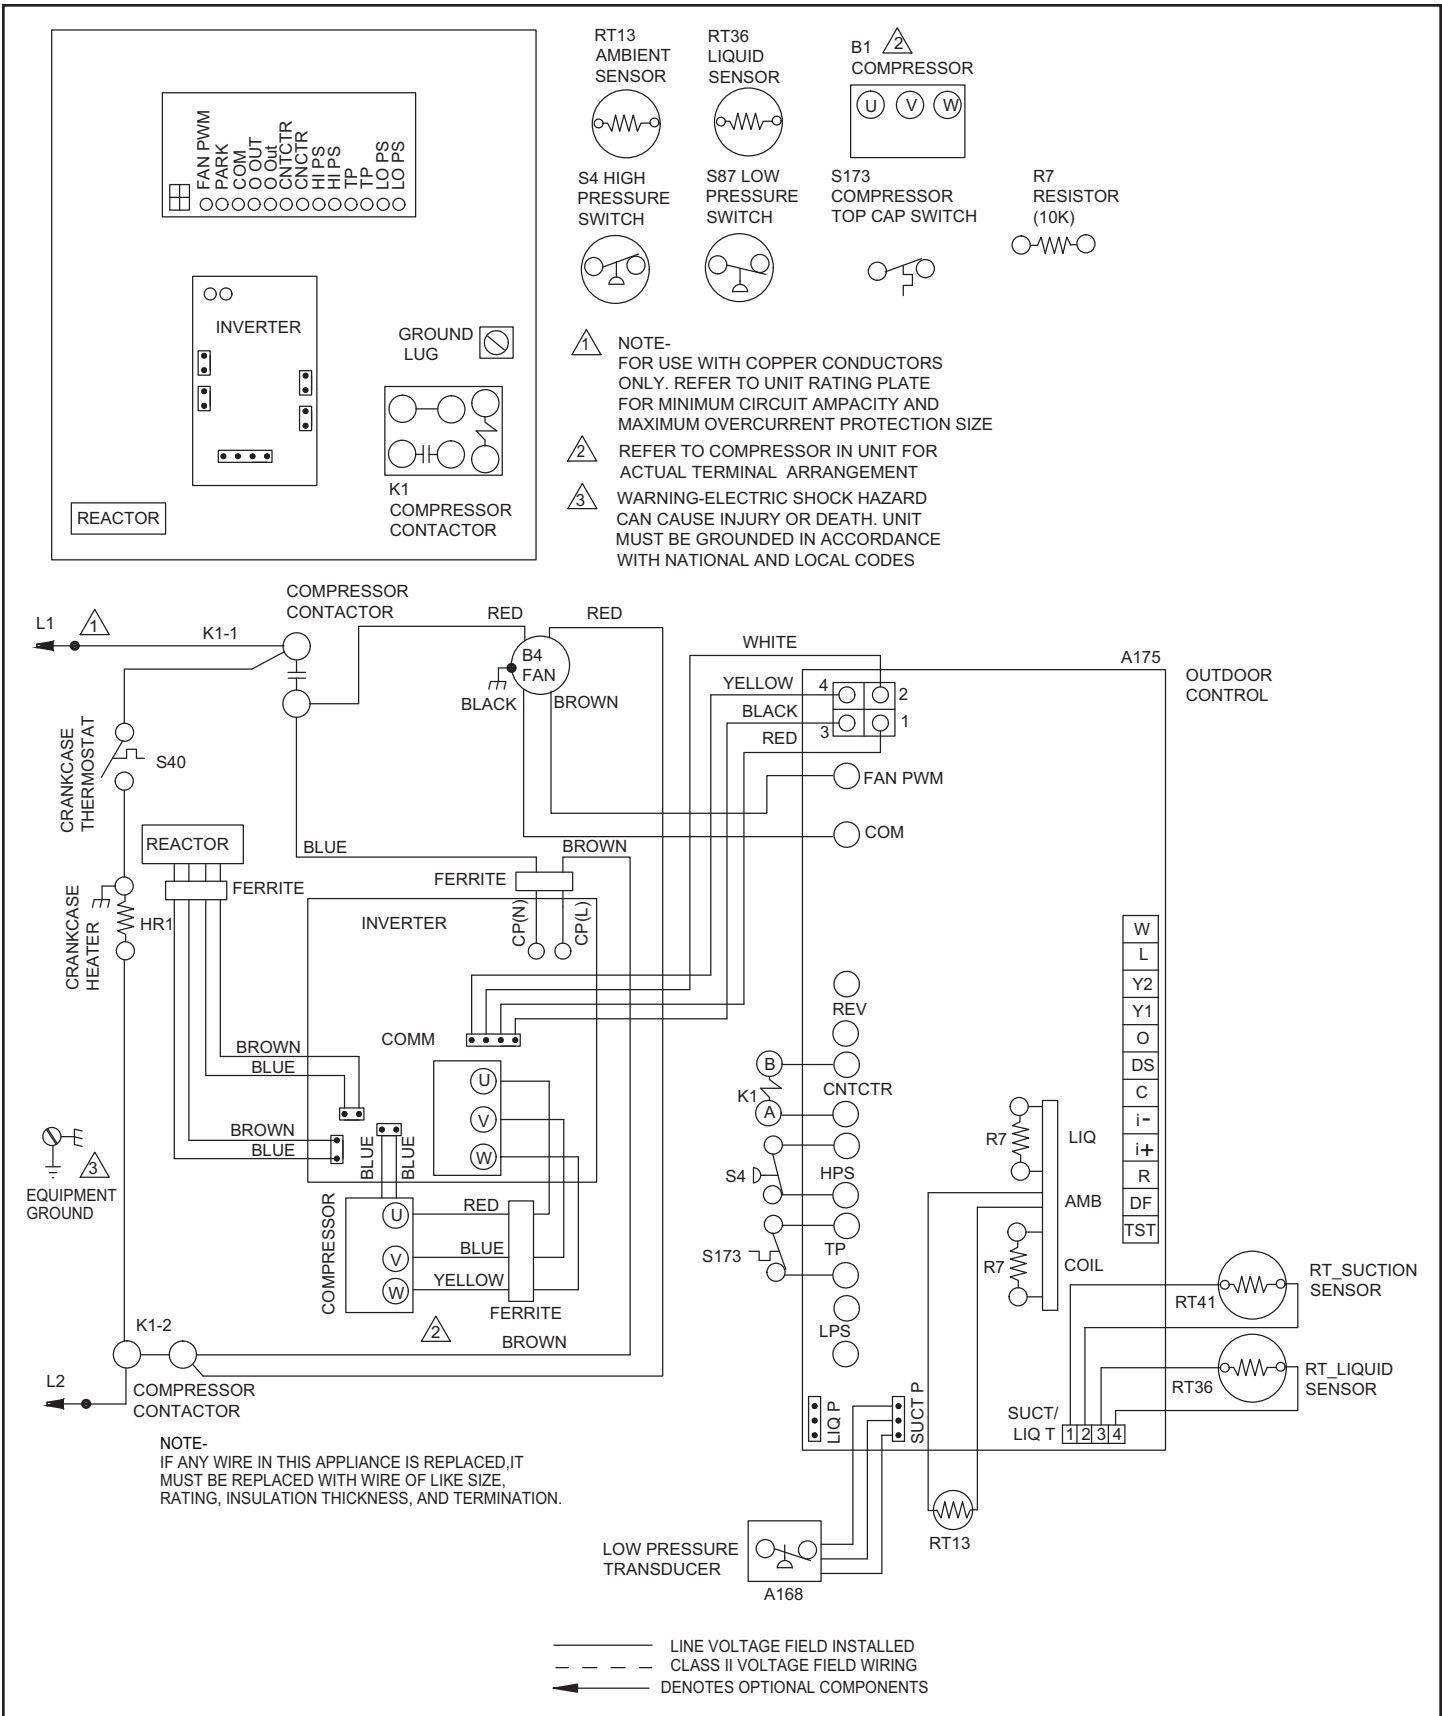 FAN PWM
PARK
COM
O OUT
O Out
CNTCTR
CNCTR
HI PS
HI PS
TP
TP
LO PS
LO PS
INVERTER
GROUND
LUG
K1
COMPRESSOR
CONTACTOR
REACTOR
RT13
AMBIENT
SENSOR
RT36
LIQUID
SENSOR
B1 2
COMPRESSOR
U V W
S4 HIGH
PRESSURE
SWITCH
S87 LOW
PRESSURE
SWITCH
S173
COMPRESSOR
TOP CAP SWITCH
R7
RESISTOR
(10K)
1 NOTE-
FOR USE WITH COPPER CONDUCTORS
ONLY. REFER TO UNIT RATING PLATE
FOR MINIMUM CIRCUIT AMPACITY AND
MAXIMUM OVERCURRENT PROTECTION SIZE
2 REFER TO COMPRESSOR IN UNIT FOR
ACTUAL TERMINAL ARRANGEMENT
3 WARNING-ELECTRIC SHOCK HAZARD
CAN CAUSE INJURY OR DEATH. UNIT
MUST BE GROUNDED IN ACCORDANCE
WITH NATIONAL AND LOCAL CODES
COMPRESSOR
CONTACTOR
L1 1
K1-1
RED
RED
B4
FAN
BLACK
BROWN
WHITE
YELLOW
BLACK
RED
4
2
3
1
A175
OUTDOOR
CONTROL
FAN PWM
COM
CRANKCASE
THERMOSTAT
S40
REACTOR
FERRITE
BLUE
BROWN
FERRITE
CRANKCASE
HEATER
HR1
INVERTER
CP(N)
CP(L)
COMM
BROWN
BLUE
BROWN
BLUE
U
V
W
BLUE
BLUE
3
EQUIPMENT
GROUND
COMPRESSOR
U
V
W
RED
BLUE
YELLOW
FERRITE
2
BROWN
K1-2
L2
COMPRESSOR
CONTACTOR
REV
B
K1
A
CNTCTR
S4
HPS
S173
TP
LPS
R7
LIQ
AMB
R7
COIL
W
L
Y2
Y1
O
DS
C
i-
i+
R
DF
TST
RT_SUCTION
SENSOR
RT41
RT_LIQUID
SENSOR
RT36
SUCT/
LIQ T
1 2 3 4
LIQ P
SUCT P
RT13
LOW PRESSURE
TRANSDUCER
A168
NOTE-
IF ANY WIRE IN THIS APPLIANCE IS REPLACED,IT
MUST BE REPLACED WITH WIRE OF LIKE SIZE,
RATING, INSULATION THICKNESS, AND TERMINATION.
LINE VOLTAGE FIELD INSTALLED
CLASS II VOLTAGE FIELD WIRING
DENOTES OPTIONAL COMPONENTS